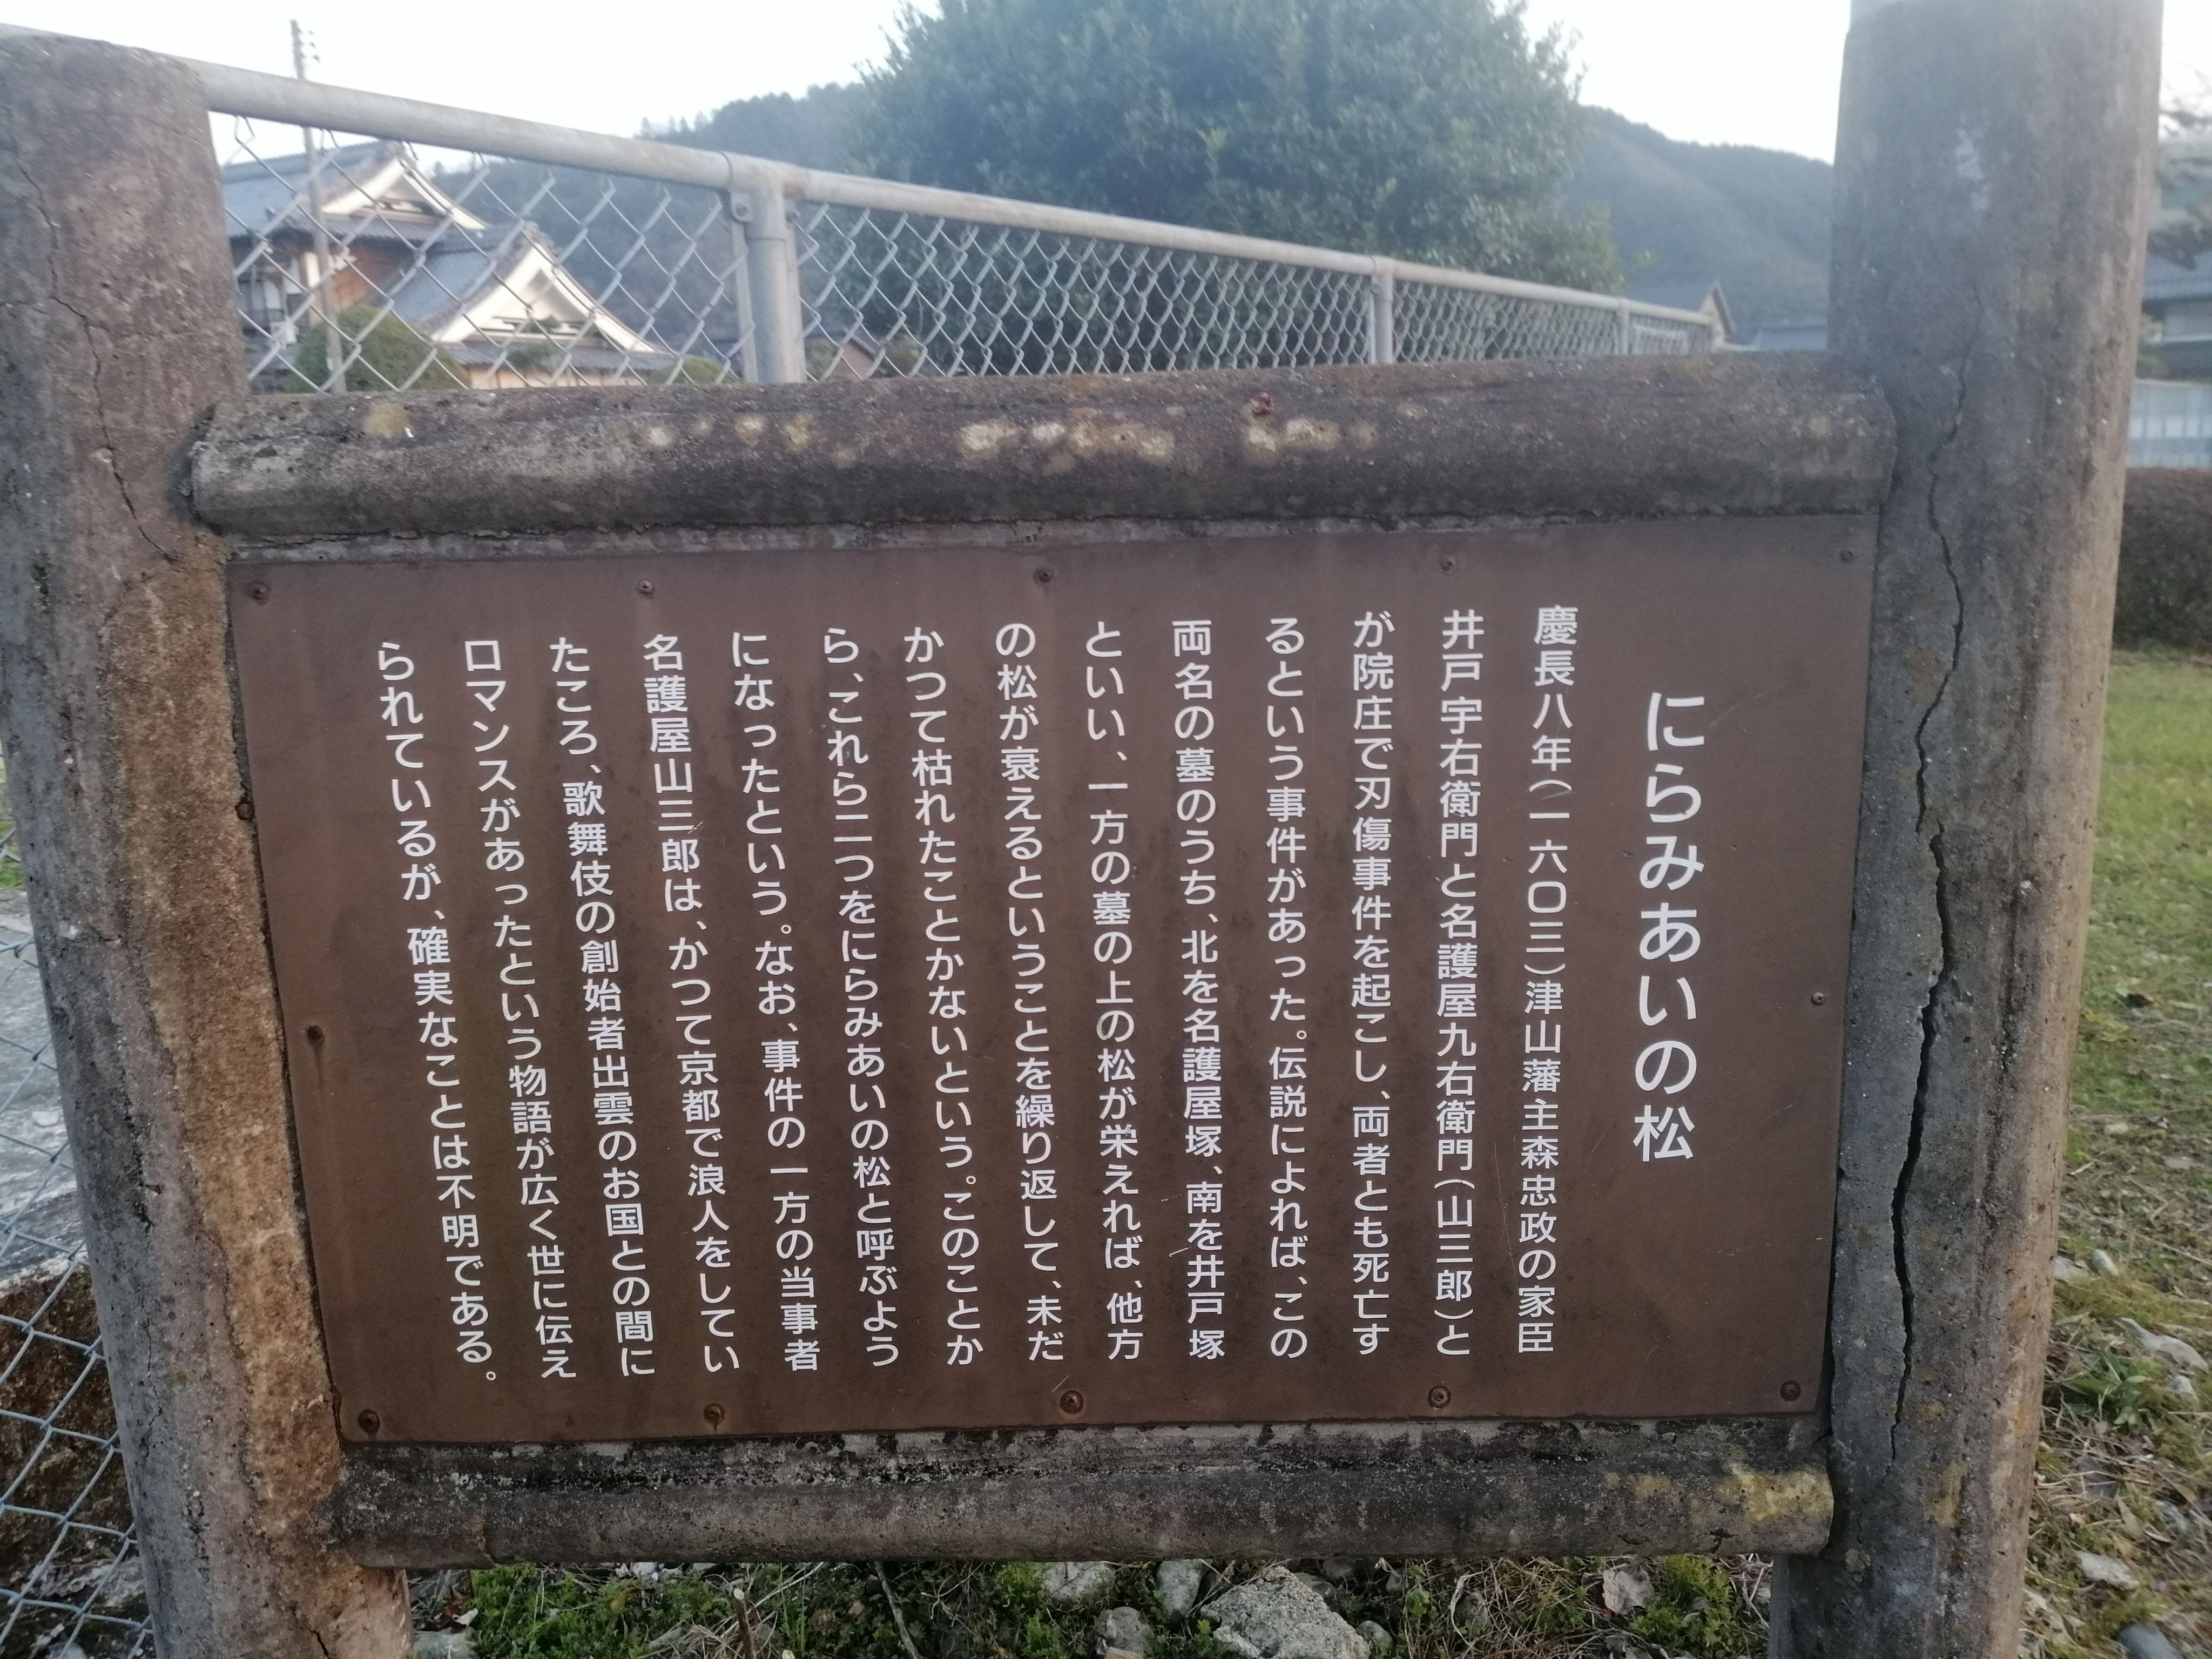 にらみあいの松
慶長八年(一六〇三)津山藩主森忠政の家臣
井戸宇右衛門と名護屋九右衛門(山三郎)と
が院庄で刃傷事件を起こし、両者とも死亡す
るという事件があった。伝説によれば、この
両名の墓のうち、北を名護屋塚、南を井戸塚
といい、一方の墓の上の松が栄えれば、他方
の松が衰えるということを繰り返して、未だ
かつて枯れたことかないという。このことか
ら、これら二つをにらみあいの松と呼ぶよう
になったという。なお、事件の一方の当事者
名護屋山三郎は、かつて京都で浪人をしてい
たころ、歌舞伎の創始者出雲のお国との間に
ロマンスがあったという物語が広く世に伝え
られているが、確実なことは不明である。